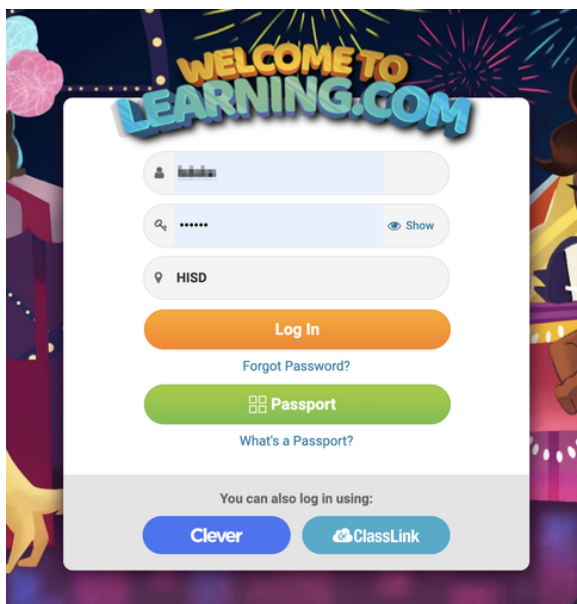 WELCOME TO
LEARNING.COM
•••••• Show
HISD
Log In
Forgot Password?
Passport
What's a Passport?
You can also log in using:
Clever ClassLink